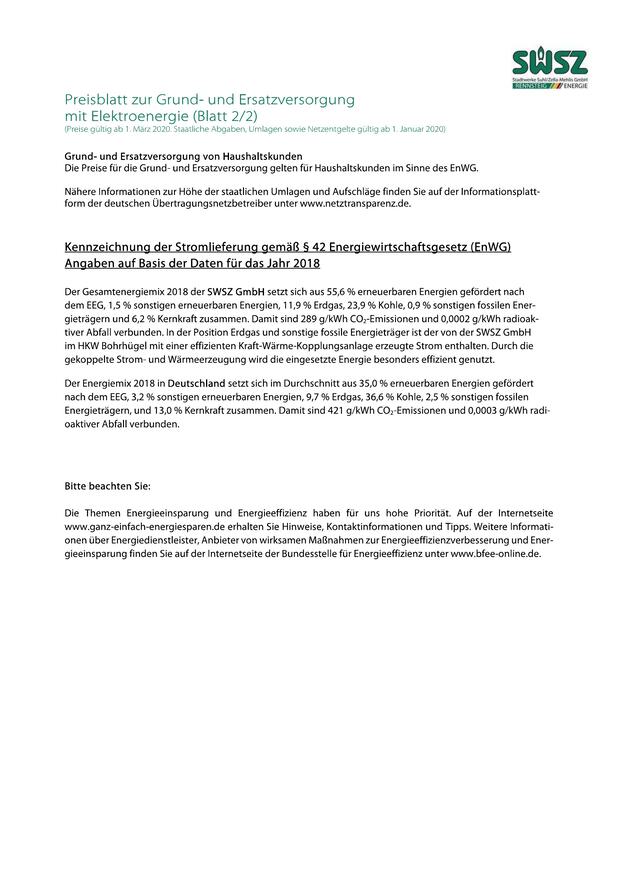 SWSZ
Stadtwerke Suhl/Zella-Mehlis GmbH
RENNSTEIG ENERGIE
Preisblatt zur Grund- und Ersatzversorgung
mit Elektroenergie (Blatt 2/2)
(Preise gültig ab 1. März 2020. Staatliche Abgaben, Umlagen sowie Netzentgelte gültig ab 1. Januar 2020)
Grund- und Ersatzversorgung von Haushaltskunden
Die Preise für die Grund- und Ersatzversorgung gelten für Haushaltskunden im Sinne des EnWG.
Nähere Informationen zur Höhe der staatlichen Umlagen und Aufschläge finden Sie auf der Informationsplatt-
form der deutschen Übertragungsnetzbetreiber unter www.netztransparenz.de.
Kennzeichnung der Stromlieferung gemäß § 42 Energiewirtschaftsgesetz (EnWG)
Angaben auf Basis der Daten für das Jahr 2018
Der Gesamtenergiemix 2018 der SWSZ GmbH setzt sich aus 55,6 % erneuerbaren Energien gefördert nach
dem EEG, 1,5 % sonstigen erneuerbaren Energien, 11,9 % Erdgas, 23,9 % Kohle, 0,9 % sonstigen fossilen Ener-
gieträgern und 6,2 % Kernkraft zusammen. Damit sind 289 g/kWh CO₂-Emissionen und 0,0002 g/kWh radioak-
tiver Abfall verbunden. In der Position Erdgas und sonstige fossile Energieträger ist der von der SWSZ GmbH
im HKW Bohrhügel mit einer effizienten Kraft-Wärme-Kopplungsanlage erzeugte Strom enthalten. Durch die
gekoppelte Strom- und Wärmeerzeugung wird die eingesetzte Energie besonders effizient genutzt.
Der Energiemix 2018 in Deutschland setzt sich im Durchschnitt aus 35,0 % erneuerbaren Energien gefördert
nach dem EEG, 3,2 % sonstigen erneuerbaren Energien, 9,7 % Erdgas, 36,6 % Kohle, 2,5 % sonstigen fossilen
Energieträgern, und 13,0 % Kernkraft zusammen. Damit sind 421 g/kWh CO₂-Emissionen und 0,0003 g/kWh radi-
oaktiver Abfall verbunden.
Bitte beachten Sie:
Die Themen Energieeinsparung und Energieeffizienz haben für uns hohe Priorität. Auf der Internetseite
www.ganz-einfach-energiesparen.de erhalten Sie Hinweise, Kontaktinformationen und Tipps. Weitere Informati-
onen über Energiedienstleister, Anbieter von wirksamen Maßnahmen zur Energieeffizienzverbesserung und Ener-
gieeinsparung finden Sie auf der Internetseite der Bundesstelle für Energieeffizienz unter www.bfee-online.de.